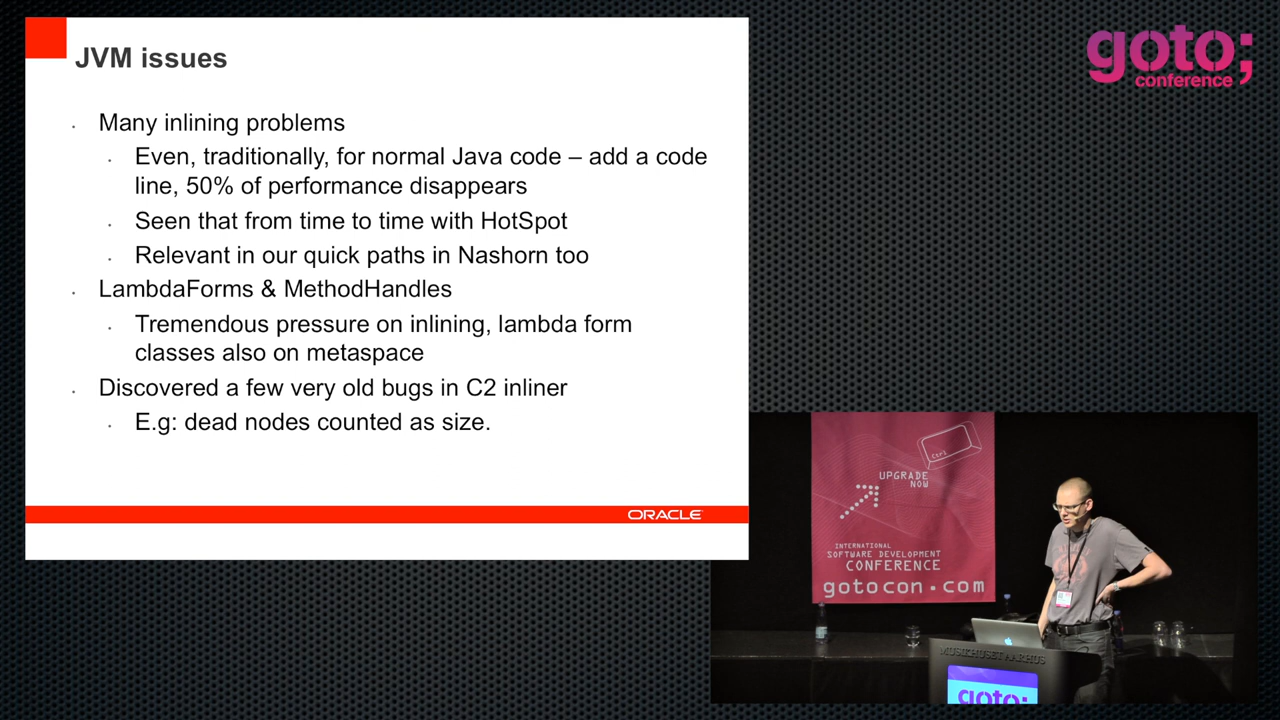 JVM issues
Many inlining problems
Even, traditionally, for normal Java code – add a code
line, 50% of performance disappears
Seen that from time to time with HotSpot
Relevant in our quick paths in Nashorn too
LambdaForms & MethodHandles
Tremendous pressure on inlining, lambda form
classes also on metaspace
Discovered a few very old bugs in C2 inliner
E.g: dead nodes counted as size.
ORACLE
goto;
conference
Ctrl
UPGRADE
NOW
INTERNATIONAL
SOFTWARE DEVELOPMENT
CONFERENCE
gotocon.com
MUSIKHUSET AARHUS
goto;